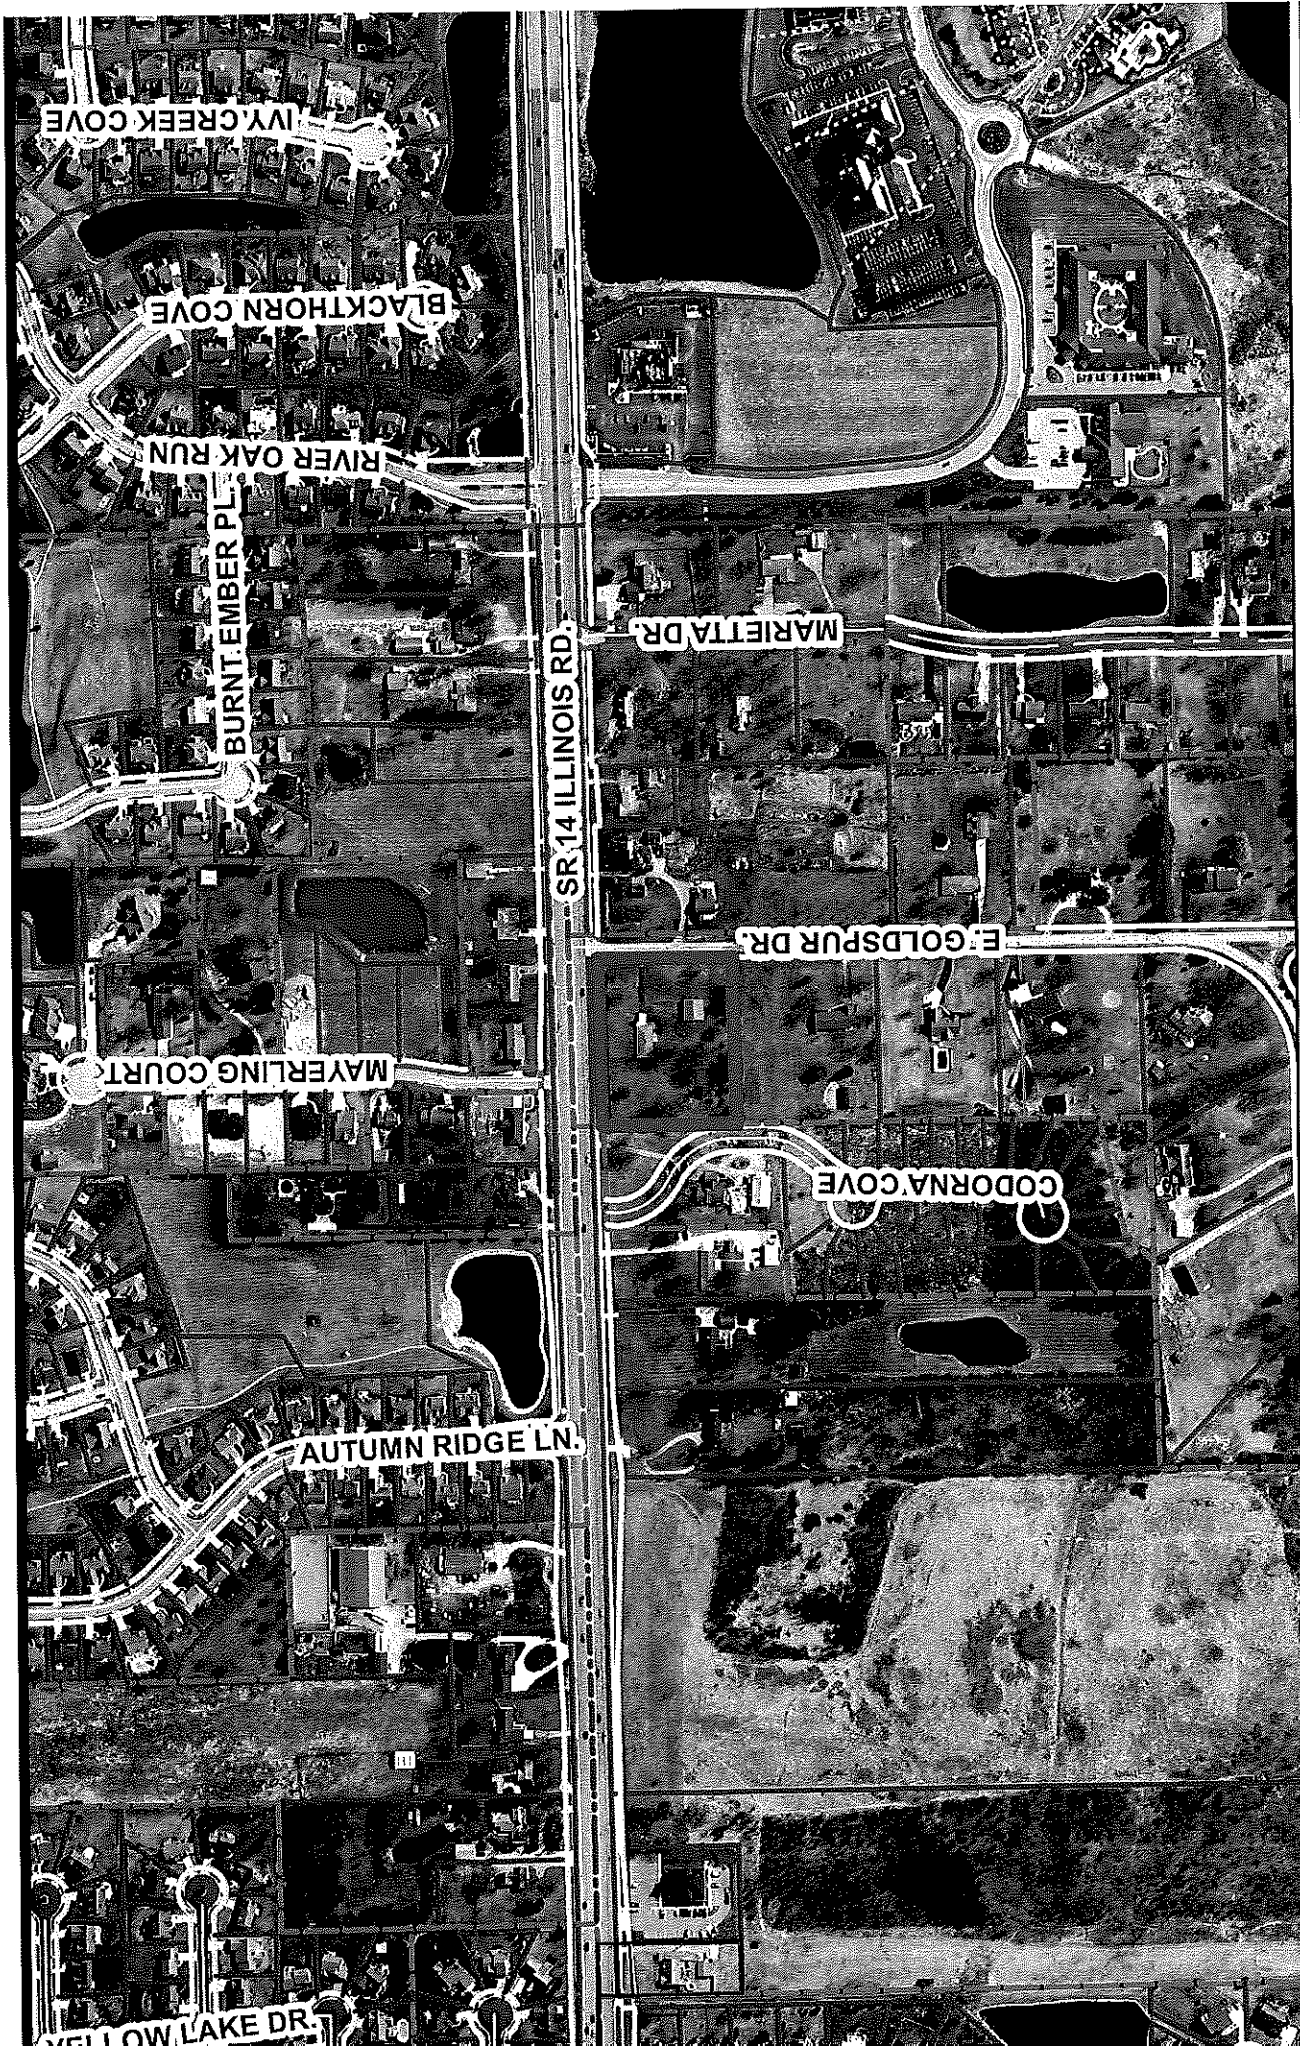 IVY CREEK COVE
BLACKTHORN COVE
RIVER OAK RUN
BURNT EMBER PL.
SR 14 ILLINOIS RD.
MARIETTA DR.
E. GOLDSPUR DR.
MAYERLING COURT
CODORNA COVE
AUTUMN RIDGE LN.
YELLOW LAKE DR.